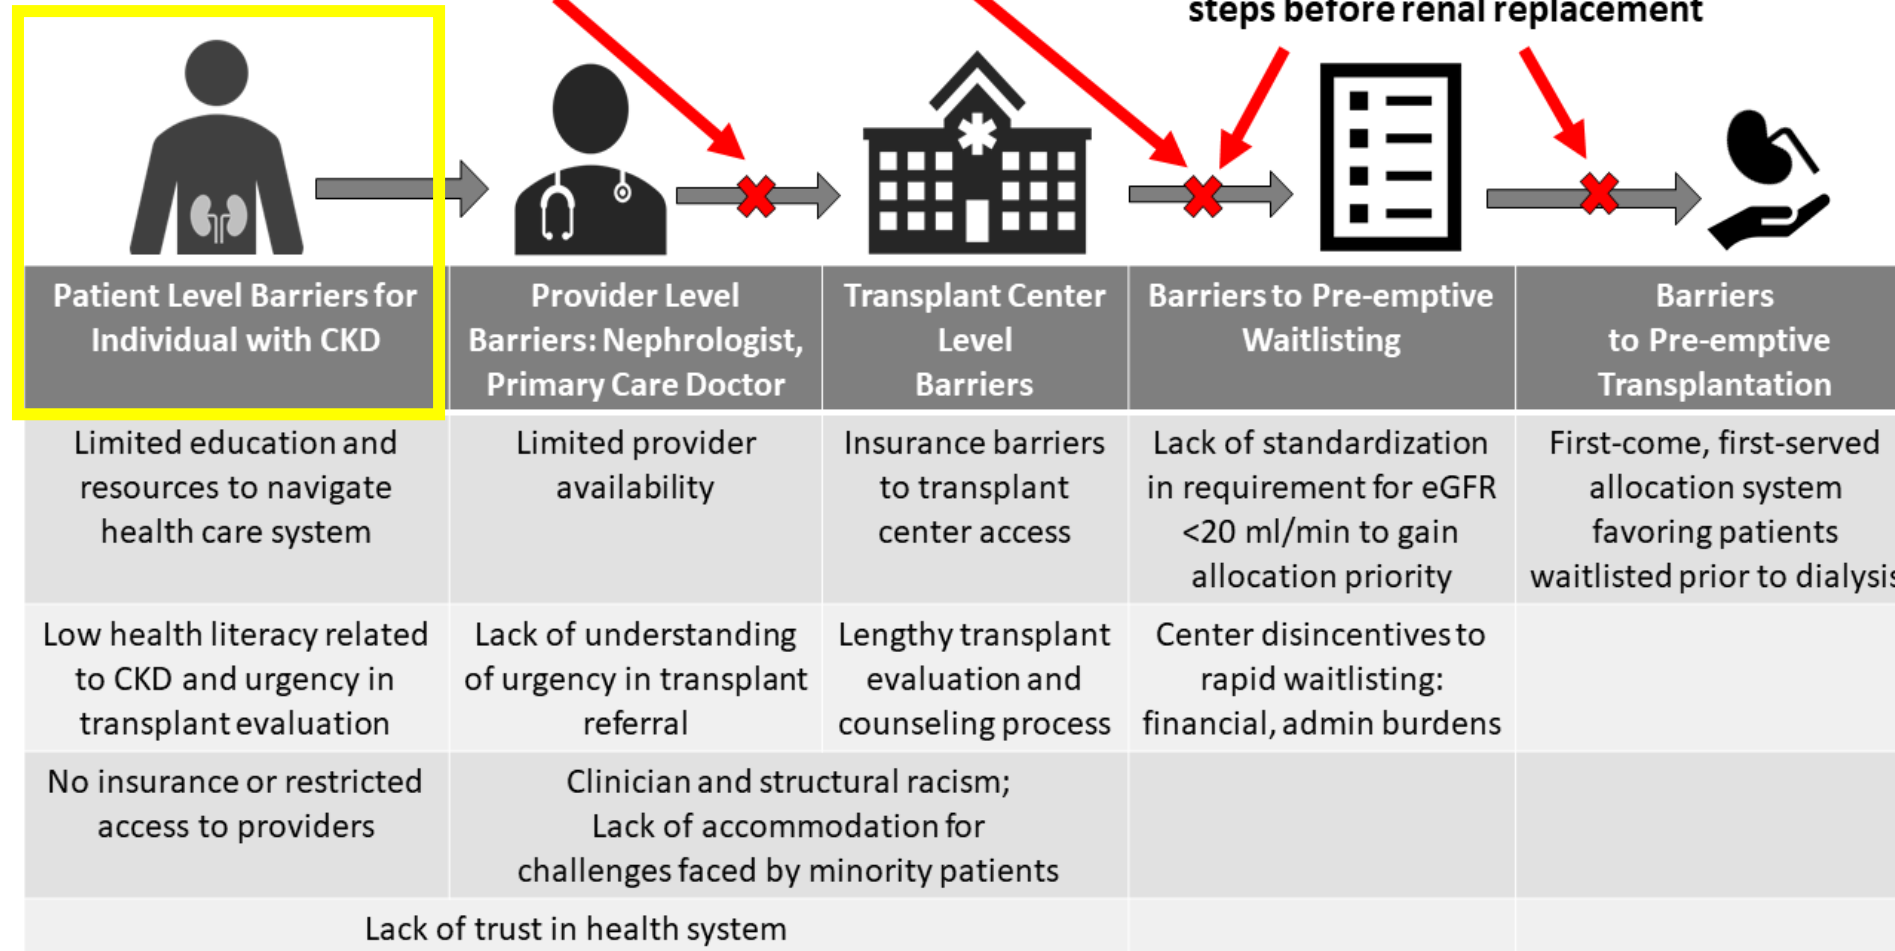 steps before renal replacement
Patient Level Barriers for
Individual with CKD
Provider Level
Barriers: Nephrologist,
Primary Care Doctor
Transplant Center
Level
Barriers
Barriers to Pre-emptive
Waitlisting
Barriers
to Pre-emptive
Transplantation
Limited education and
resources to navigate
health care system
Limited provider
availability
Insurance barriers
to transplant
center access
Lack of standardization
in requirement for eGFR
<20 ml/min to gain
allocation priority
First-come, first-served
allocation system
favoring patients
waitlisted prior to dialysis
Low health literacy related
to CKD and urgency in
transplant evaluation
Lack of understanding
of urgency in transplant
referral
Lengthy transplant
evaluation and
counseling process
Center disincentives to
rapid waitlisting:
financial, admin burdens
No insurance or restricted
access to providers
Clinician and structural racism;
Lack of accommodation for
challenges faced by minority patients
Lack of trust in health system